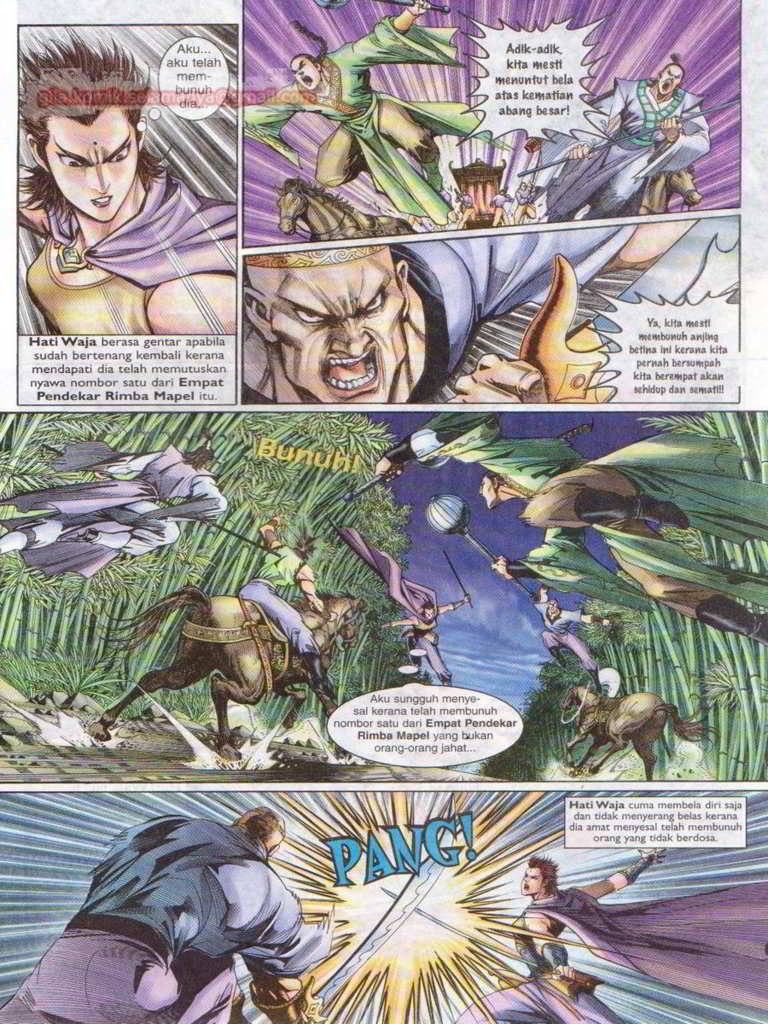 Aku...
aku telah
mem-
bunuh
dia...
Hati Waja berasa gentar apabila
sudah bertenang kembali kerana
mendapati dia telah memutuskan
nyawa nombor satu dari Empat
Pendekar Rimba Mapel itu.
Adik-adik,
kita mesti
menuntut bela
atas kematian
abang besar!
Ya, kita mesti
membunuh anjing
betina ini kerana kita
pernah bersumpah
kita berempat akan
sehidup dan semati!!
Bunuh!
Aku sungguh menye-
sal kerana telah membunuh
nombor satu dari Empat Pendekar
Rimba Mapel yang bukan
orang-orang jahat...
Hati Waja cuma membela diri saja
dan tidak menyerang belas kerana
dia amat menyesal telah membunuh
orang yang tidak berdosa.
PANG!